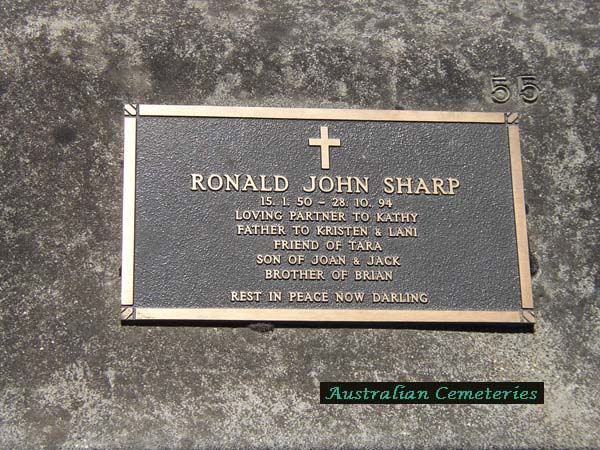 55
RONALD JOHN SHARP
15. 1. 50 - 28. 10. 94
LOVING PARTNER TO KATHY
FATHER TO KRISTEN & LANI
FRIEND OF TARA
SON OF JOAN & JACK
BROTHER OF BRIAN
REST IN PEACE NOW DARLING
Australian Cemeteries